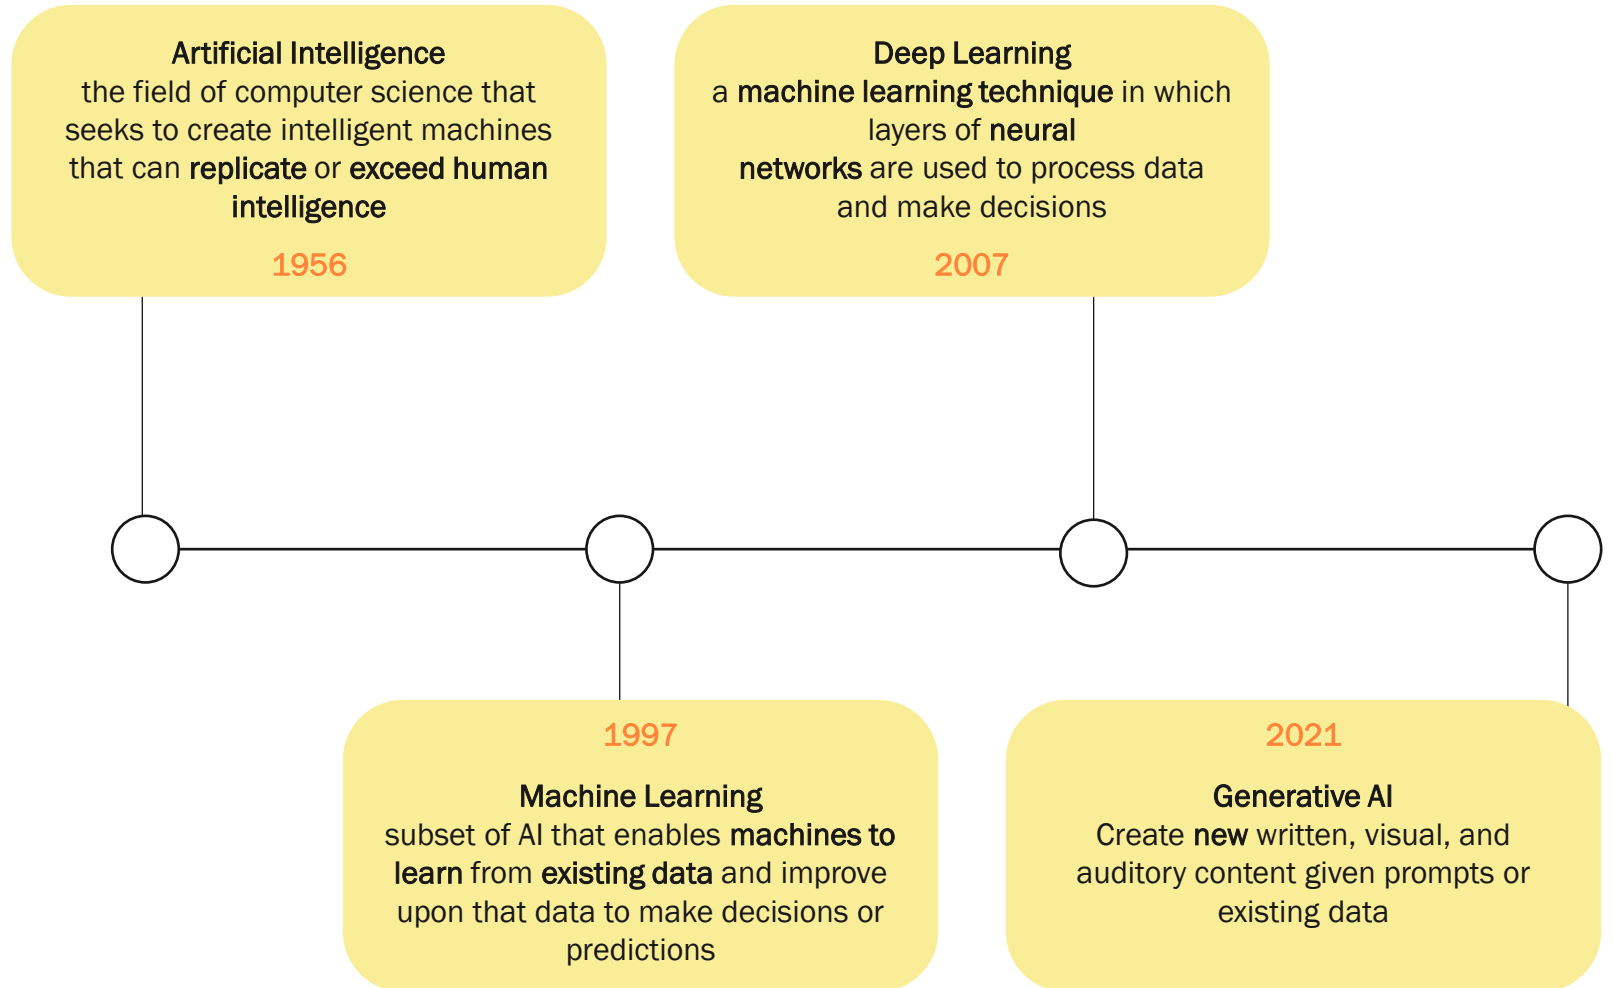 Artificial Intelligence
the field of computer science that
seeks to create intelligent machines
that can replicate or exceed human
intelligence
1956
Deep Learning
a machine learning technique in which
layers of neural
networks are used to process data
and make decisions
2007
1997
Machine Learning
subset of AI that enables machines to
learn from existing data and improve
upon that data to make decisions or
predictions
2021
Generative AI
Create new written, visual, and
auditory content given prompts or
existing data